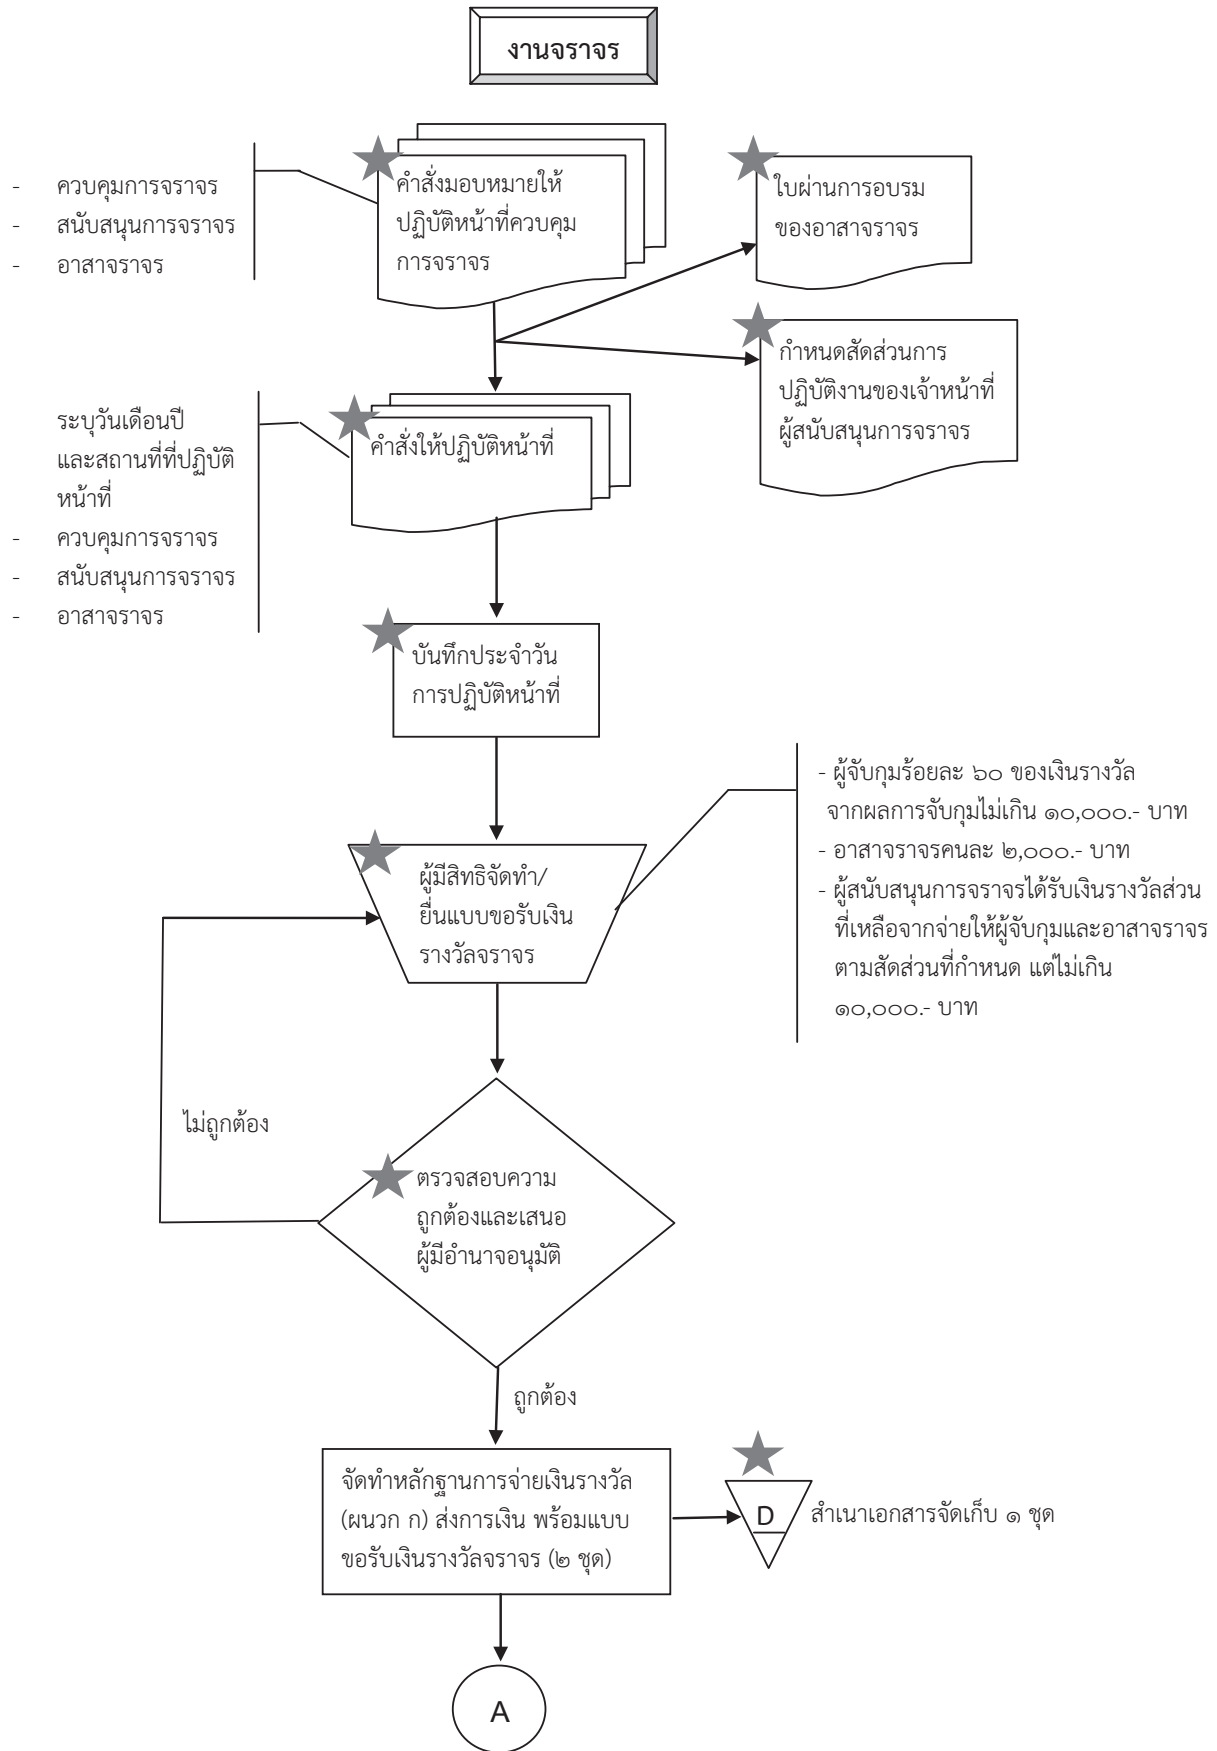 งานจราจร
- ควบคุมการจราจร
- สนับสนุนการจราจร
- อาสาจราจร
คำสั่งมอบหมายให้
ปฏิบัติหน้าที่ควบคุม
การจราจร
ใบผ่านการอบรม
ของอาสาจราจร
กำหนดสัดส่วนการ
ปฏิบัติงานของเจ้าหน้าที่
ผู้สนับสนุนการจราจร
ระบุวันเดือนปี
และสถานที่ที่ปฏิบัติ
หน้าที่
- ควบคุมการจราจร
- สนับสนุนการจราจร
- อาสาจราจร
คำสั่งให้ปฏิบัติหน้าที่
บันทึกประจำวัน
การปฏิบัติหน้าที่
- ผู้จับกุมร้อยละ ๖๐ ของเงินรางวัล
จากผลการจับกุมไม่เกิน ๑๐,๐๐๐.- บาท
- อาสาจราจรคนละ ๒,๐๐๐.- บาท
- ผู้สนับสนุนการจราจรได้รับเงินรางวัลส่วน
ที่เหลือจากจ่ายให้ผู้จับกุมและอาสาจราจร
ตามสัดส่วนที่กำหนด แต่ไม่เกิน
๑๐,๐๐๐.- บาท
ผู้มีสิทธิจัดทำ/
ยื่นแบบขอรับเงิน
รางวัลจราจร
ไม่ถูกต้อง
ตรวจสอบความ
ถูกต้องและเสนอ
ผู้มีอำนาจอนุมัติ
ถูกต้อง
จัดทำหลักฐานการจ่ายเงินรางวัล
(ผนวก ก) ส่งการเงิน พร้อมแบบ
ขอรับเงินรางวัลจราจร (๒ ชุด)
D
สำเนาเอกสารจัดเก็บ ๑ ชุด
A